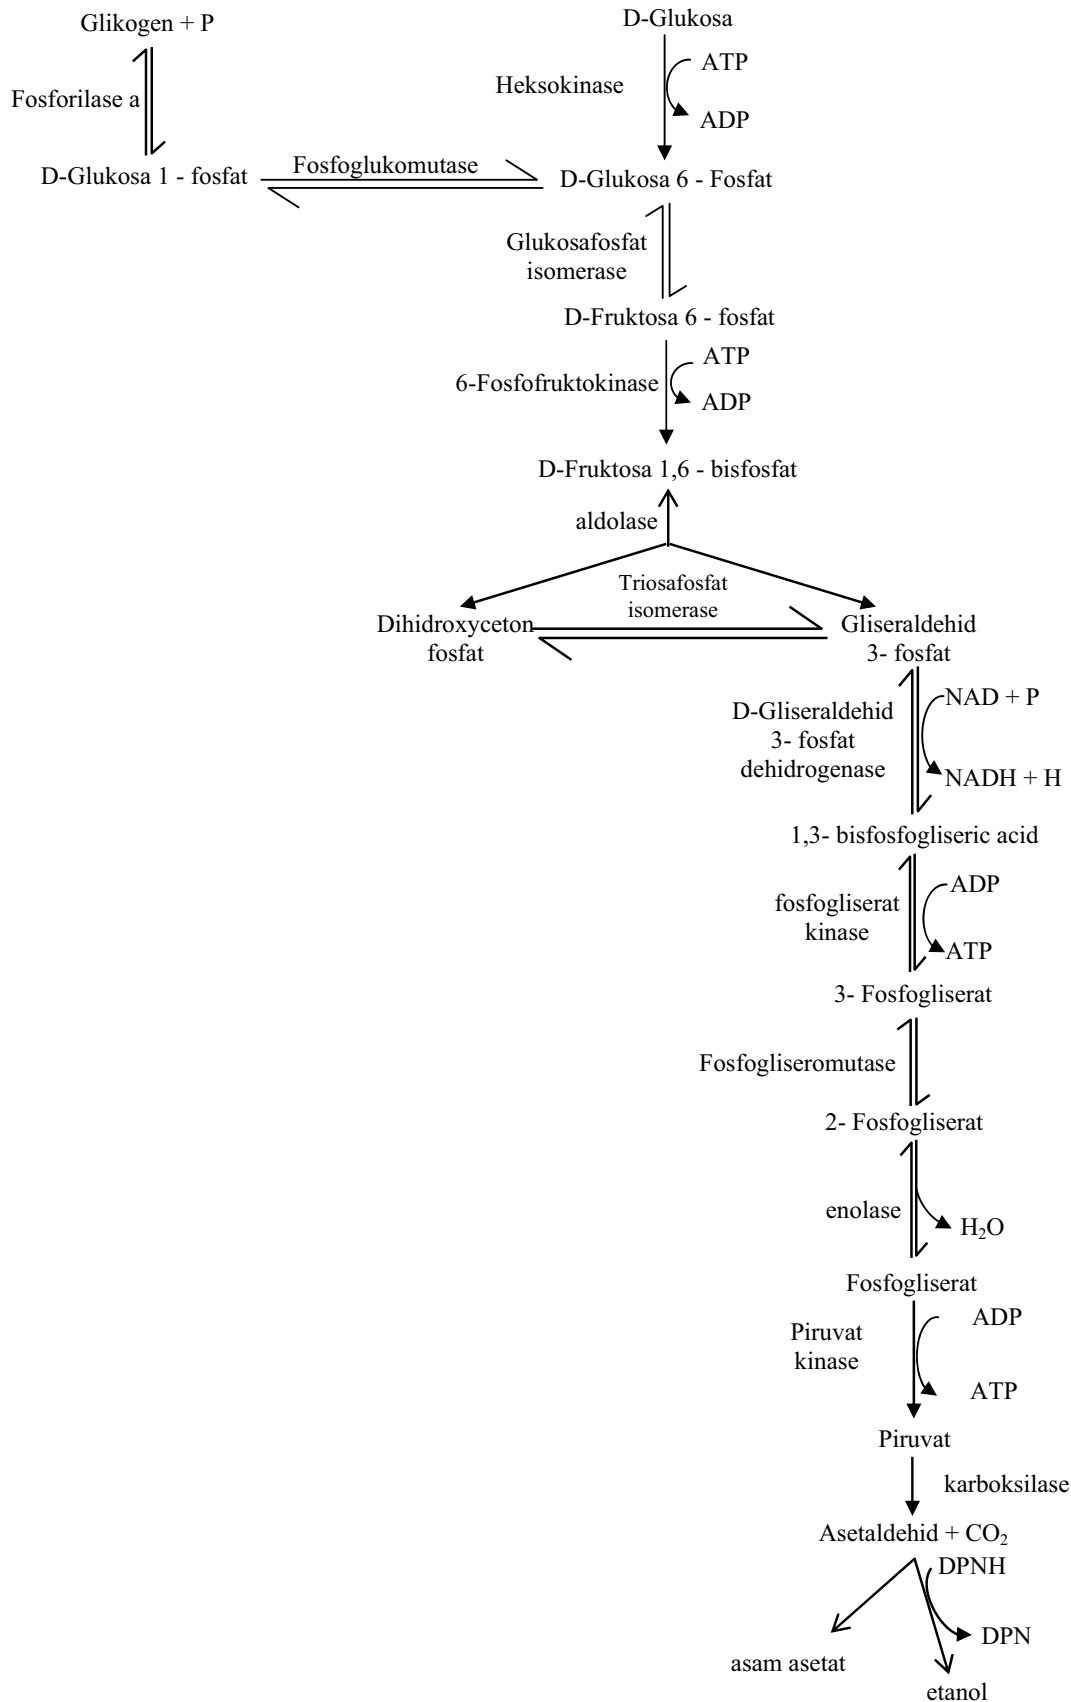 Glikogen + P
D-Glukosa
ATP
Heksokinase
Fosforilase a
ADP
D-Glukosa 1 - fosfat
Fosfoglukomutase
D-Glukosa 6 - Fosfat
Glukosafosfat
isomerase
D-Fruktosa 6 - fosfat
ATP
6-Fosfofruktokinase
ADP
D-Fruktosa 1,6 - bisfosfat
aldolase
Triosafosfat
isomerase
Dihidroxyceton
fosfat
Gliseraldehid
3- fosfat
NAD + P
D-Gliseraldehid
3- fosfat
dehidrogenase
NADH + H
1,3- bisfosfogliseric acid
ADP
fosfogliserat
kinase
ATP
3- Fosfogliserat
Fosfogliseromutase
2- Fosfogliserat
enolase
H₂O
Fosfogliserat
ADP
Piruvat
kinase
ATP
Piruvat
karboksilase
Asetaldehid + CO₂
DPNH
DPN
asam asetat
etanol